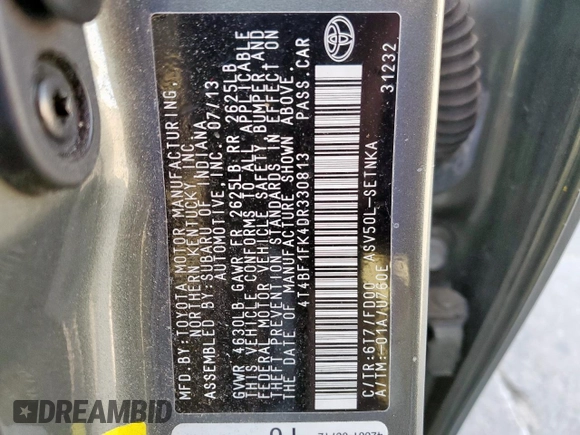 MFD BY: TOYOTA MOTOR MANUFACTURING,
NORTHERN KENTUCKY, INC
ASSEMBLED BY: SUBARU OF INDIANA
AUTOMOTIVE, INC. 07/13
GVWR 4630LB GAWR FR 2625LB RR 2625LB
THIS VEHICLE CONFORMS TO ALL APPLICABLE
FEDERAL MOTOR VEHICLE SAFETY, BUMPER AND
THEFT PREVENTION STANDARDS IN EFFECT ON
THE DATE OF MANUFACTURE SHOWN ABOVE.
4T4BF1FK4DR330813 PASS.CAR
C/TR: 6T7/FD00 ASV50L-SETNKA
A/TM: -01A/U760E
31232
DIDACARS.COM